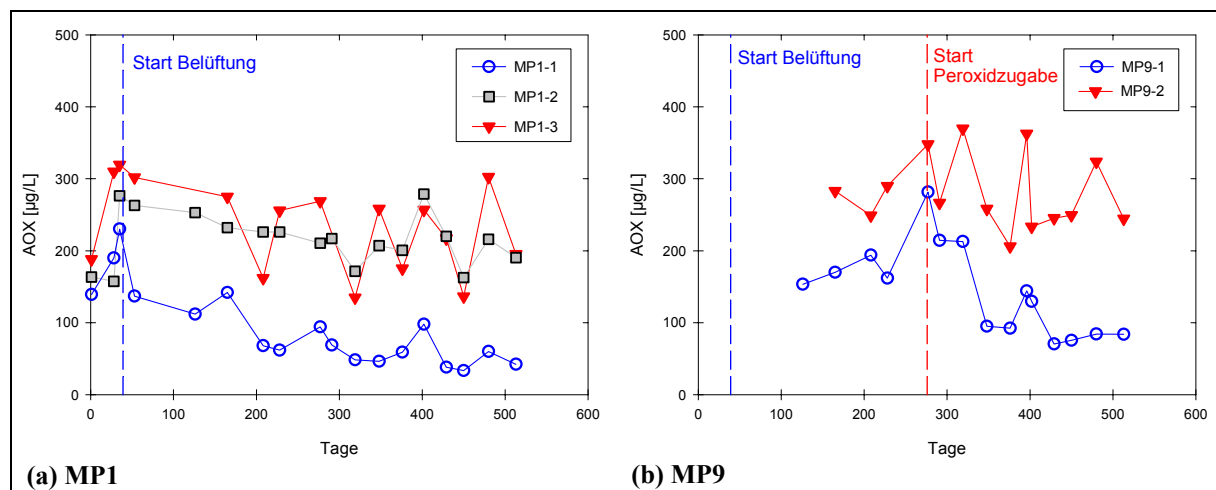 500
400
300
200
100
0
AOX [µg/L]
0 100 200 300 400 500 600
Tage
Start Belüftung
MP1-1
MP1-2
MP1-3
(a) MP1
500
400
300
200
100
0
AOX [µg/L]
0 100 200 300 400 500 600
Tage
Start Belüftung
Start
Peroxidzugabe
MP9-1
MP9-2
(b) MP9